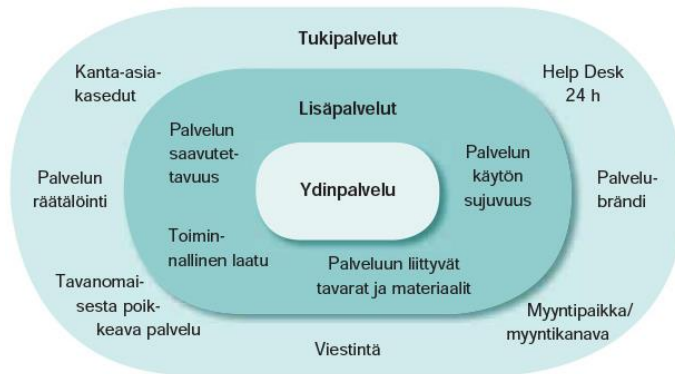 Tukipalvelut
Kanta-asia-
kasedut
Help Desk
24 h
Lisäpalvelut
Palvelun
saavutet-
tavuus
Palvelun
käytön
sujuvuus
Ydinpalvelu
Palvelun
räätälöinti
Palvelu-
brändi
Toimin-
nallinen laatu
Palveluun liittyvät
tavarat ja materiaalit
Tavanomai-
sesta poik-
keava palvelu
Myyntipaikka/
myyntikanava
Viestintä